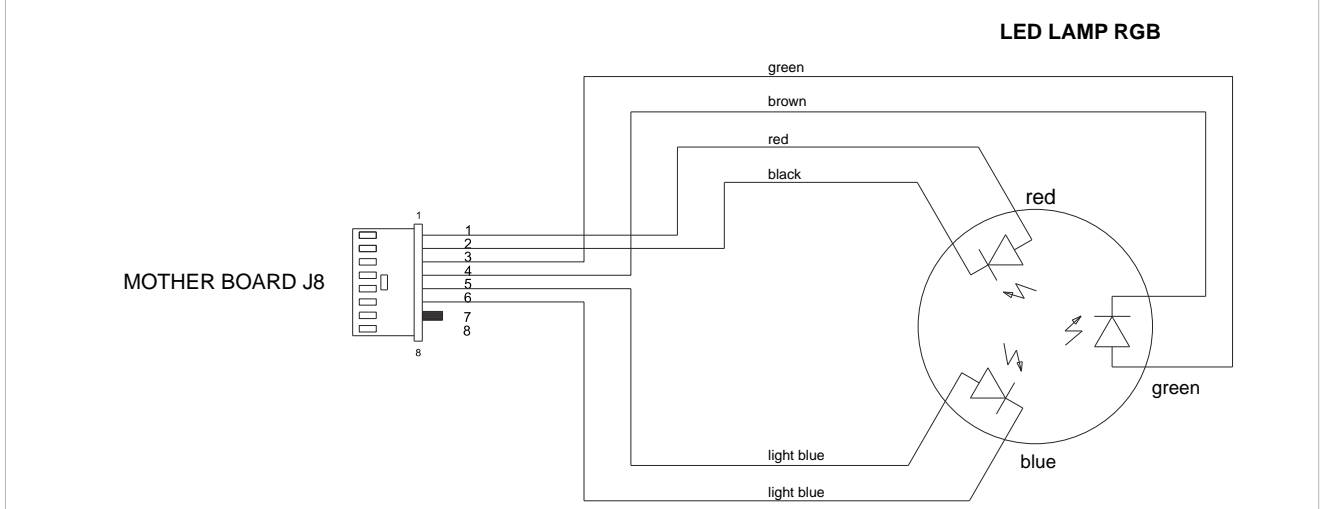 LED LAMP RGB
green
brown
red
black
red
1
1
2
3
4
5
6
7
8
MOTHER BOARD J8
8
green
light blue
blue
light blue